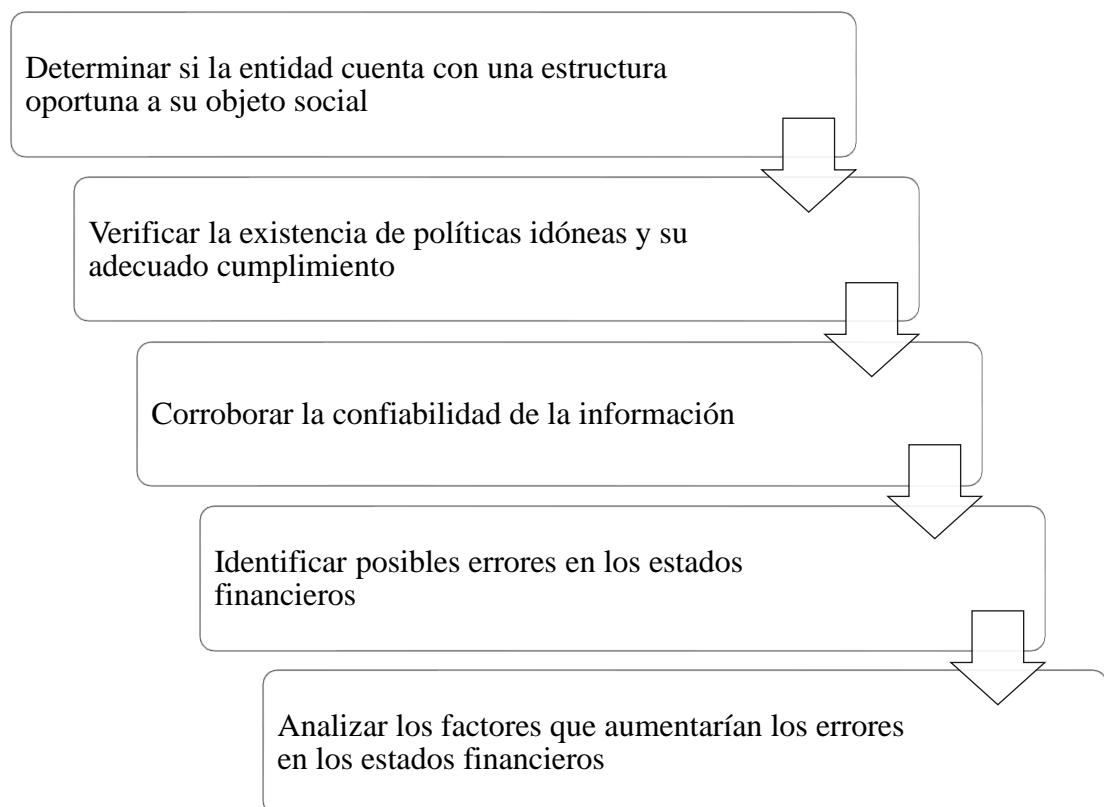 Determinar si la entidad cuenta con una estructura
oportuna a su objeto social
Verificar la existencia de políticas idóneas y su
adecuado cumplimiento
Corroborar la confiabilidad de la información
Identificar posibles errores en los estados
financieros
Analizar los factores que aumentarían los errores
en los estados financieros